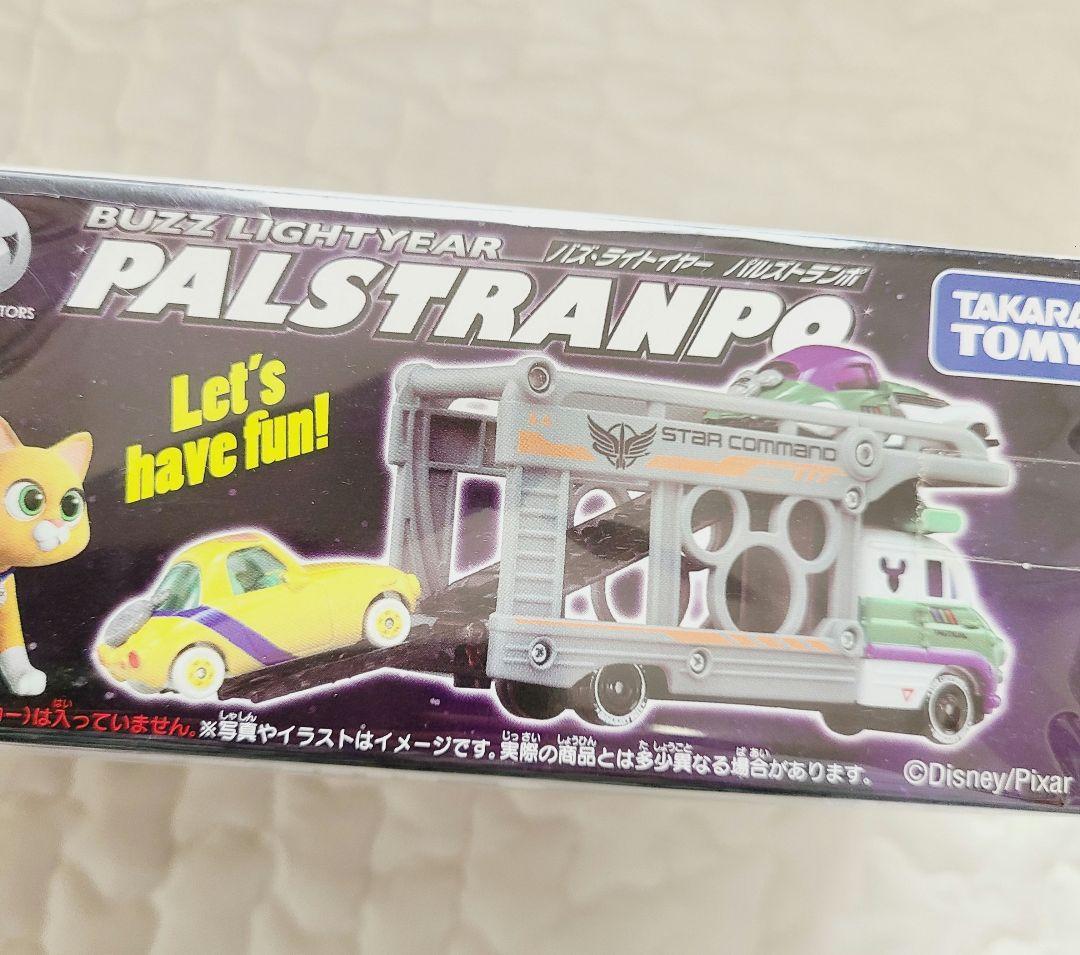 BUZZ LIGHTYEAR
バズ・ライトイヤー パルズトランポ
PALSTRANPO
TAKARA
TOMY
TORS
Let's
have fun!
STAR COMMAND
ー)は入っていません。※写真やイラストはイメージです。実際の商品とは多少異なる場合があります。
©Disney/Pixar